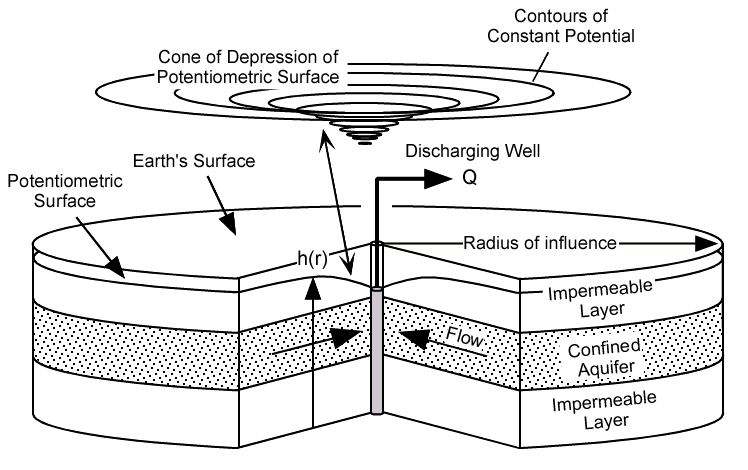 Contours of
Constant Potential
Cone of Depression of
Potentiometric Surface
Earth's Surface
Discharging Well
Q
Potentiometric
Surface
Radius of influence
h(r)
Impermeable
Layer
Flow
Confined
Aquifer
Impermeable
Layer